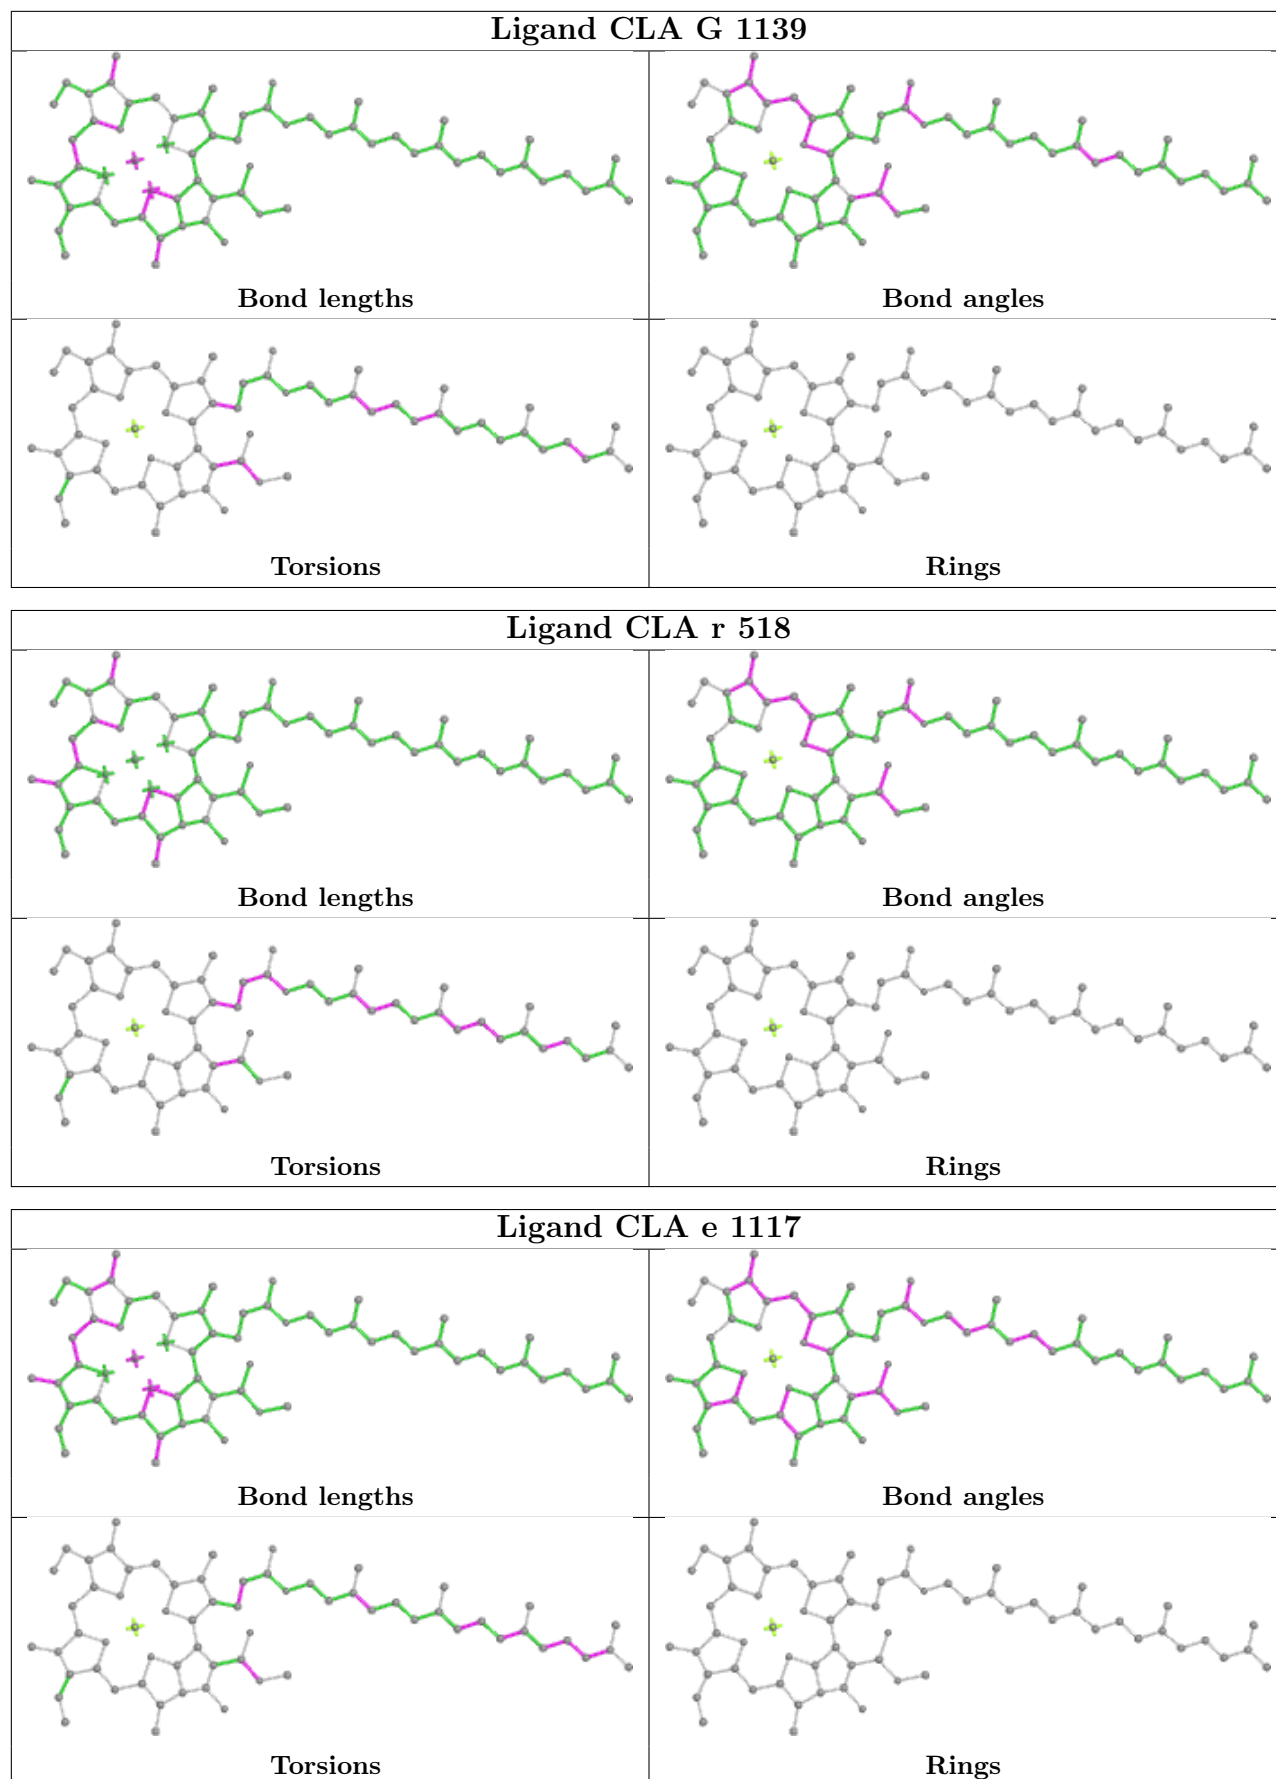 Ligand CLA G 1139
Bond lengths
Bond angles
Torsions
Rings
Ligand CLA r 518
Bond lengths
Bond angles
Torsions
Rings
Ligand CLA e 1117
Bond lengths
Bond angles
Torsions
Rings